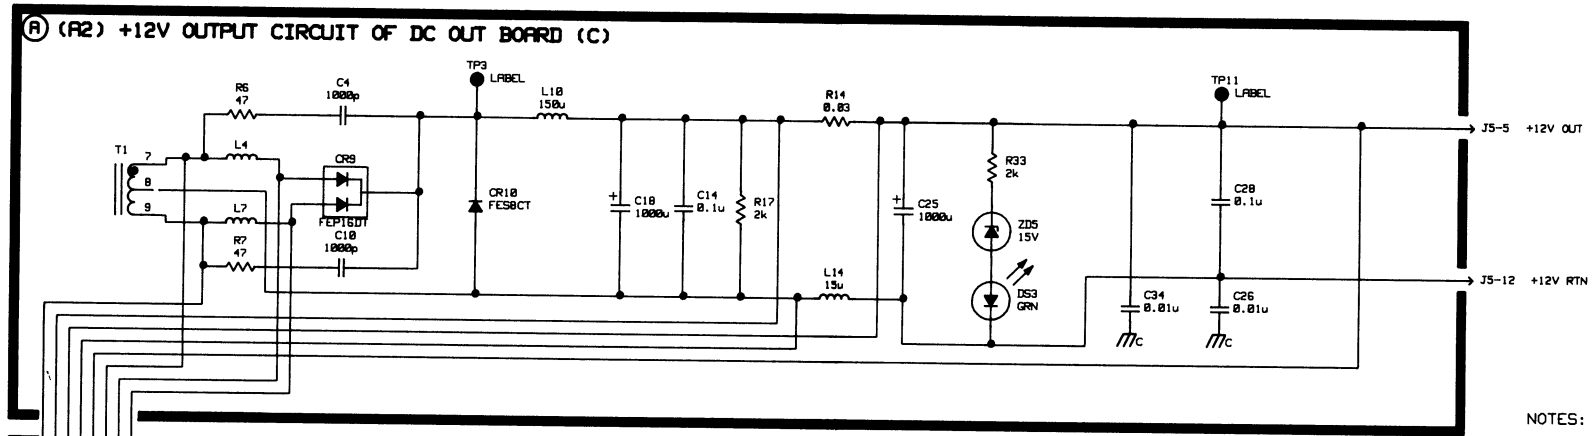 A (A2) +12V OUTPUT CIRCUIT OF DC OUT BOARD (C)
TP3
LABEL
TP11
LABEL
R6
47
C4
1000p
L10
150u
R14
0.03
J5-5 +12V OUT
T1
7
8
9
L4
CR9
FEP16DT
L7
R7
47
C10
1000p
CR10
FES8CT
+
C18
1000u
C14
0.1u
R17
2k
+
C25
1000u
R33
2k
ZD5
15V
C28
0.1u
L14
15u
DS3
GRN
J5-12 +12V RTN
C34
0.01u
C
C26
0.01u
C
NOTES: